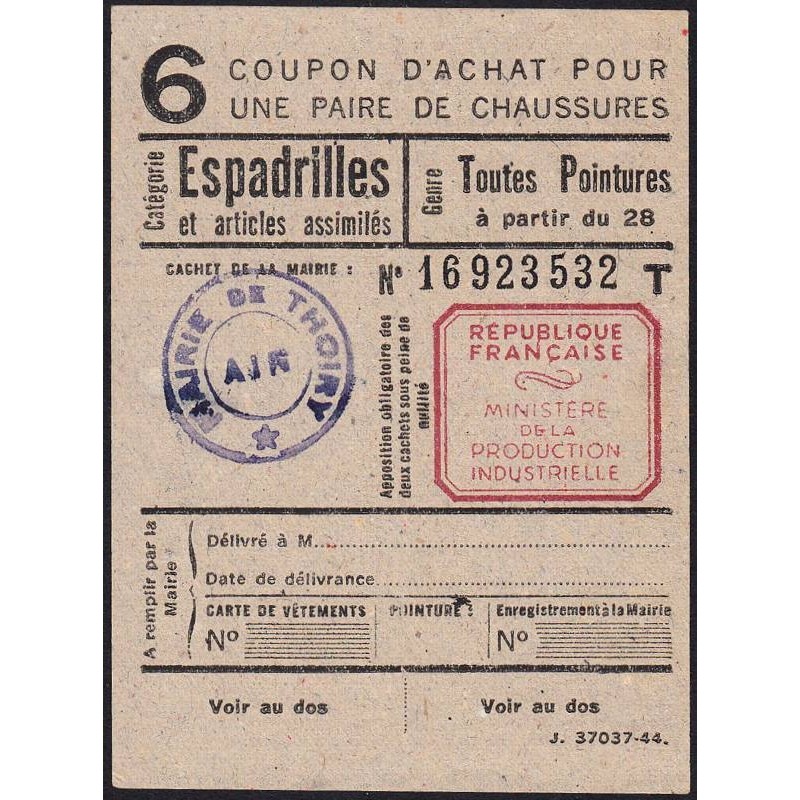 6
COUPON D'ACHAT POUR
UNE PAIRE DE CHAUSSURES
Catégorie
Espadrilles
et articles assimilés
Genre
Toutes Pointures
à partir du 28
CACHET DE LA MAIRIE :
N° 16923532 T
MAIRIE DE THOIRY
AIN
Apposition obligatoire des
deux cachets sous peine de
nullité
RÉPUBLIQUE
FRANÇAISE
MINISTÈRE
DE LA
PRODUCTION
INDUSTRIELLE
A remplir par la
Mairie
Délivré à M.
Date de délivrance
CARTE DE VÊTEMENTS
N°
POINTURE :
Enregistrement à la Mairie
N°
Voir au dos
Voir au dos
J. 37037-44.